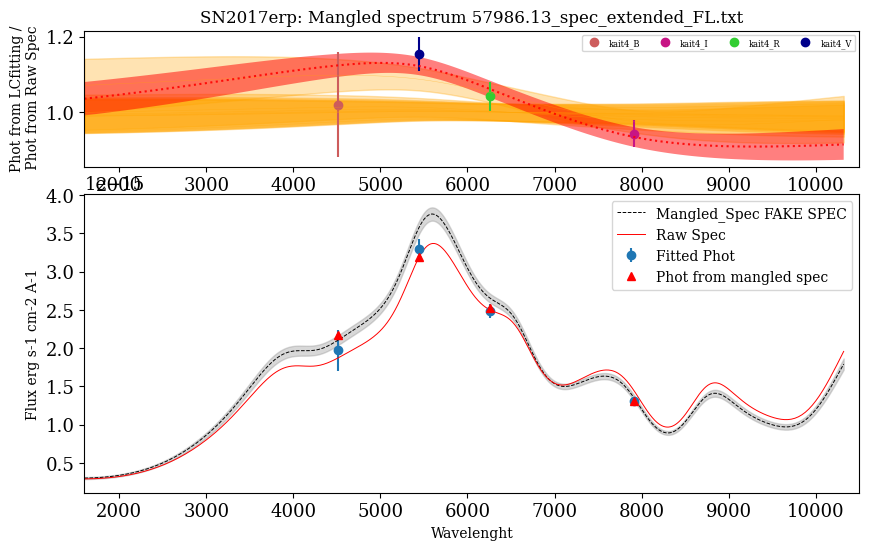 SN2017erp: Mangled spectrum 57986.13_spec_extended_FL.txt
Phot from LCfitting /
Phot from Raw Spec
1.2
1.0
kait4_B kait4_I kait4_R kait4_V
2000 3000 4000 5000 6000 7000 8000 9000 10000
1e−15
Flux erg s-1 cm-2 A-1
4.0
3.5
3.0
2.5
2.0
1.5
1.0
0.5
Mangled_Spec FAKE SPEC
Raw Spec
Fitted Phot
Phot from mangled spec
2000 3000 4000 5000 6000 7000 8000 9000 10000
Wavelenght